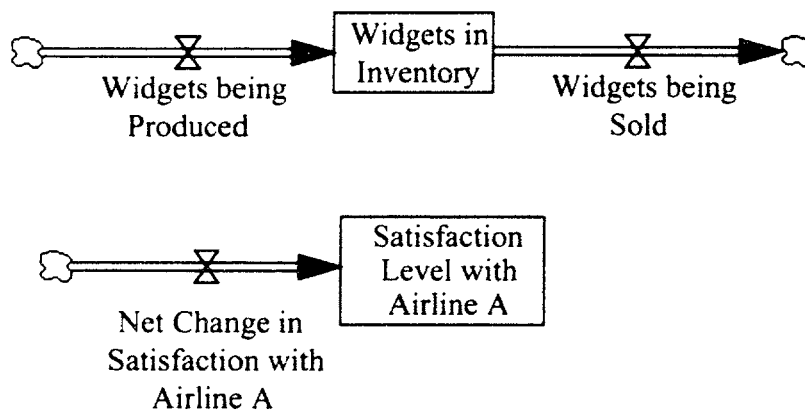 Widgets in
Inventory
Widgets being
Produced
Widgets being
Sold
Satisfaction
Level with
Airline A
Net Change in
Satisfaction with
Airline A